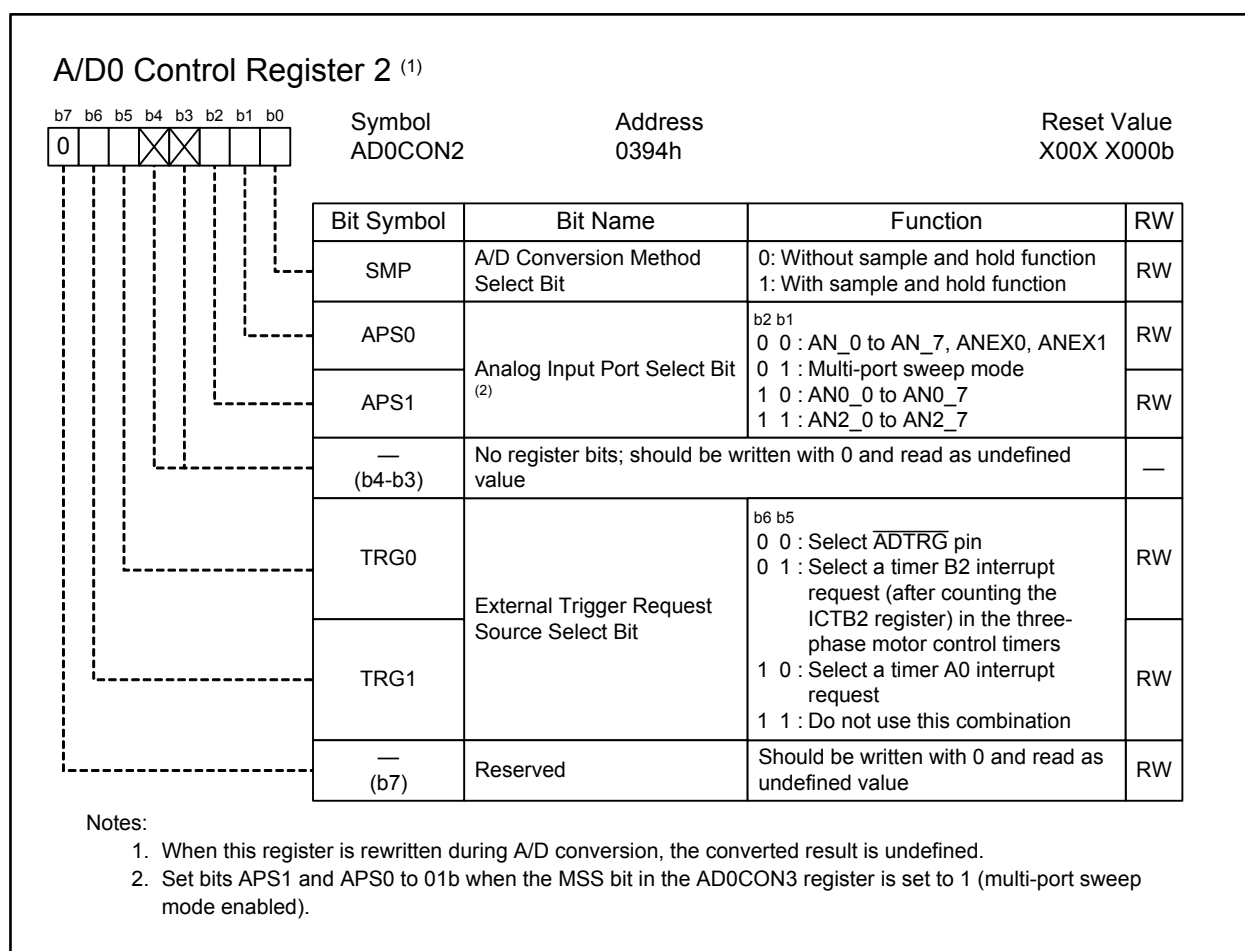 A/D0 Control Register 2 (1)
b7 b6 b5 b4 b3 b2 b1 b0
0
Symbol Address Reset Value
AD0CON2 0394h X00X X000b
Bit Symbol Bit Name Function RW
SMP
A/D Conversion Method
Select Bit
0: Without sample and hold function
1: With sample and hold function
RW
APS0
APS1
Analog Input Port Select Bit
(2)
b2 b1
0 0 : AN_0 to AN_7, ANEX0, ANEX1
0 1 : Multi-port sweep mode
1 0 : AN0_0 to AN0_7
1 1 : AN2_0 to AN2_7
RW
RW
—
(b4-b3)
No register bits; should be written with 0 and read as undefined
value
—
TRG0
TRG1
External Trigger Request
Source Select Bit
b6 b5
0 0 : Select ADTRG pin
0 1 : Select a timer B2 interrupt
request (after counting the
ICTB2 register) in the three-
phase motor control timers
1 0 : Select a timer A0 interrupt
request
1 1 : Do not use this combination
RW
RW
—
(b7)
Reserved
Should be written with 0 and read as
undefined value
RW
Notes:
1. When this register is rewritten during A/D conversion, the converted result is undefined.
2. Set bits APS1 and APS0 to 01b when the MSS bit in the AD0CON3 register is set to 1 (multi-port sweep
mode enabled).